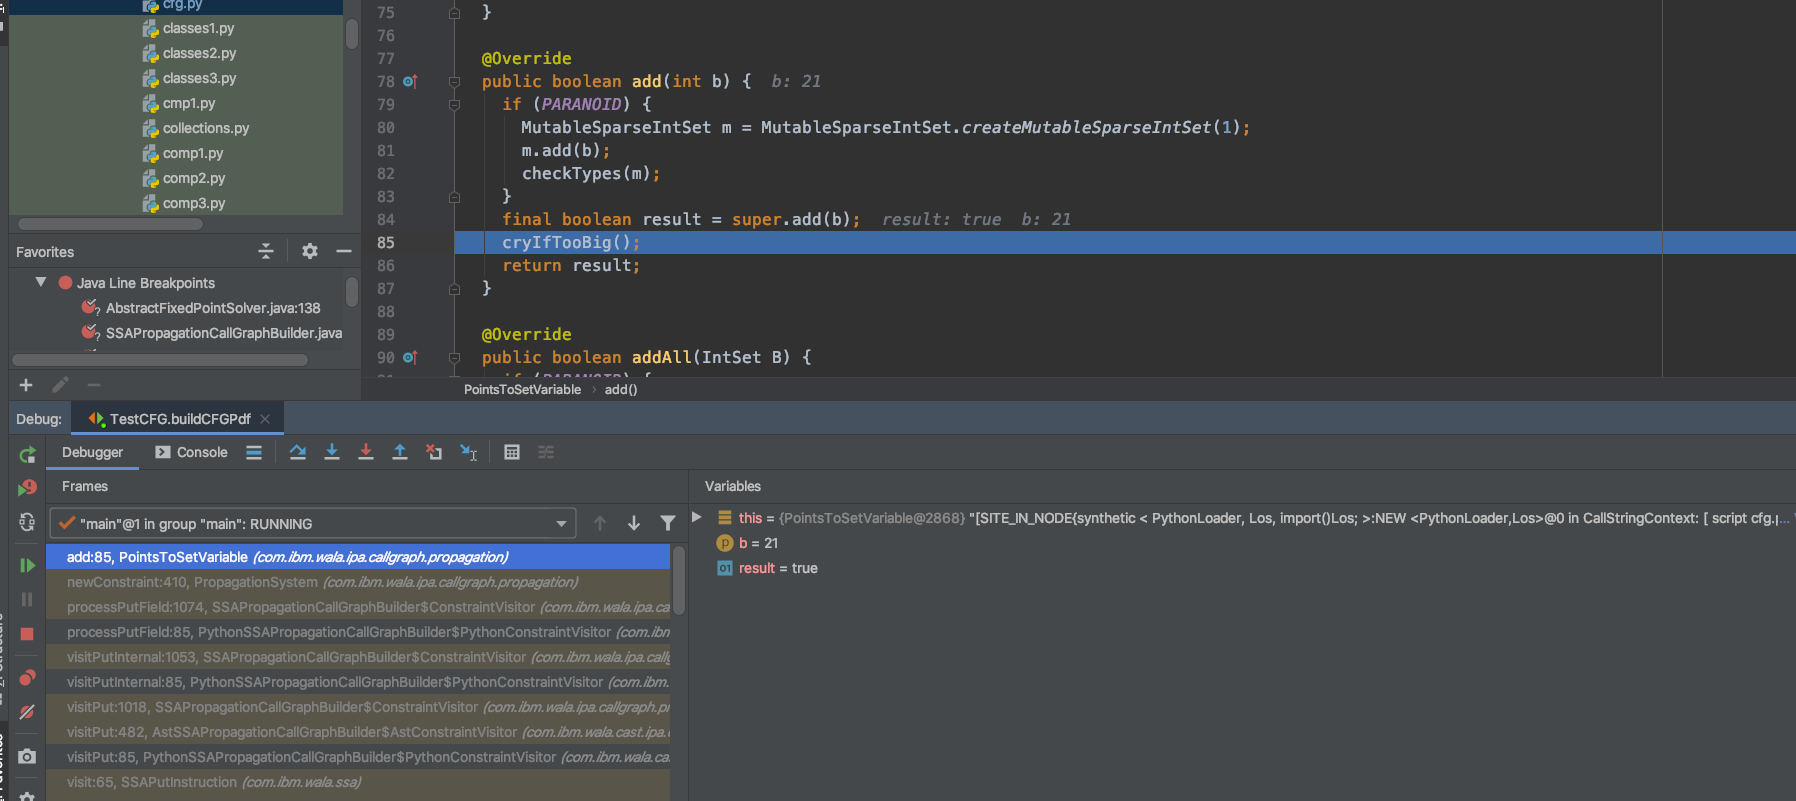 cfg.py
classes1.py
classes2.py
classes3.py
cmp1.py
collections.py
comp1.py
comp2.py
comp3.py
Favorites
Java Line Breakpoints
AbstractFixedPointSolver.java:138
SSAPropagationCallGraphBuilder.java
75 }
76
77 @Override
78 public boolean add(int b) { b: 21
79 if (PARANOID) {
80 MutableSparseIntSet m = MutableSparseIntSet.createMutableSparseIntSet(1);
81 m.add(b);
82 checkTypes(m);
83 }
84 final boolean result = super.add(b); result: true b: 21
85 cryIfTooBig();
86 return result;
87 }
88
89 @Override
90 public boolean addAll(IntSet B) {
if (PARANOID) {
PointsToSetVariable › add()
Debug: TestCFG.buildCFGPdf
Debugger Console
Frames
"main"@1 in group "main": RUNNING
add:85, PointsToSetVariable (com.ibm.wala.ipa.callgraph.propagation)
newConstraint:410, PropagationSystem (com.ibm.wala.ipa.callgraph.propagation)
processPutField:1074, SSAPropagationCallGraphBuilder$ConstraintVisitor (com.ibm.wala.ipa.ca
processPutField:85, PythonSSAPropagationCallGraphBuilder$PythonConstraintVisitor (com.ibm
visitPutInternal:1053, SSAPropagationCallGraphBuilder$ConstraintVisitor (com.ibm.wala.ipa.callg
visitPutInternal:85, PythonSSAPropagationCallGraphBuilder$PythonConstraintVisitor (com.ibm.
visitPut:1018, SSAPropagationCallGraphBuilder$ConstraintVisitor (com.ibm.wala.ipa.callgraph.pr
visitPut:482, AstSSAPropagationCallGraphBuilder$AstConstraintVisitor (com.ibm.wala.cast.ipa.c
visitPut:85, PythonSSAPropagationCallGraphBuilder$PythonConstraintVisitor (com.ibm.wala.cas
visit:65, SSAPutInstruction (com.ibm.wala.ssa)
Variables
this = {PointsToSetVariable@2868} "[SITE_IN_NODE{synthetic < PythonLoader, Los, import()Los; >:NEW <PythonLoader,Los>@0 in CallStringContext: [ script cfg.p...
b = 21
result = true